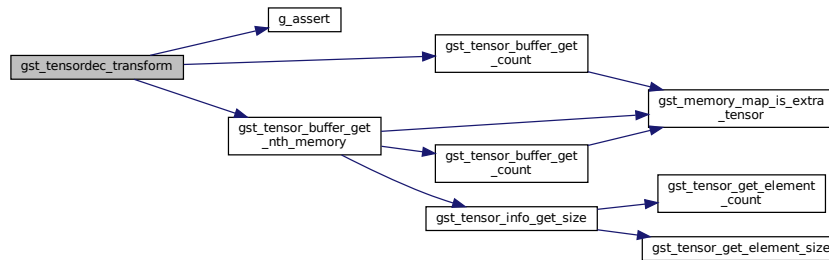 g_assert
gst_tensordec_transform
gst_tensor_buffer_get
_count
gst_memory_map_is_extra
_tensor
gst_tensor_buffer_get
_nth_memory
gst_tensor_buffer_get
_count
gst_tensor_get_element
_count
gst_tensor_info_get_size
gst_tensor_get_element_size